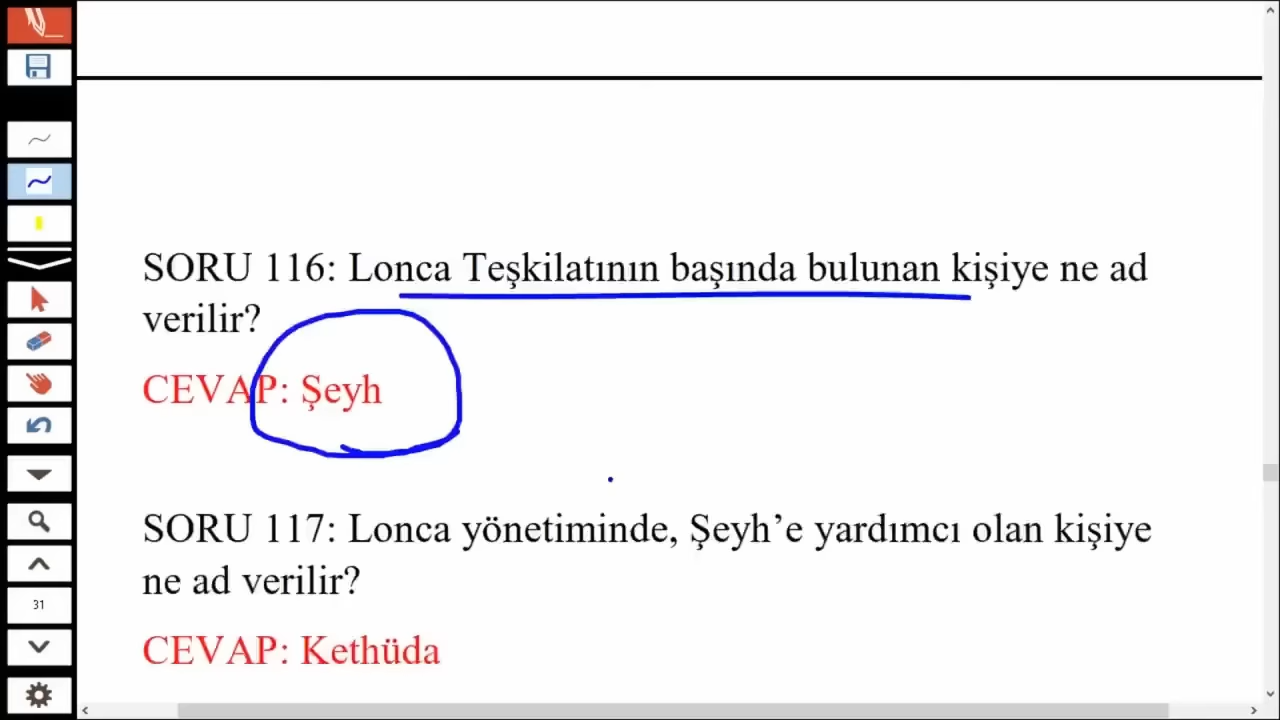 SORU 116: Lonca Teşkilatının başında bulunan kişiye ne ad
verilir?
CEVAP: Şeyh
SORU 117: Lonca yönetiminde, Şeyh’e yardımcı olan kişiye
ne ad verilir?
CEVAP: Kethüda
31